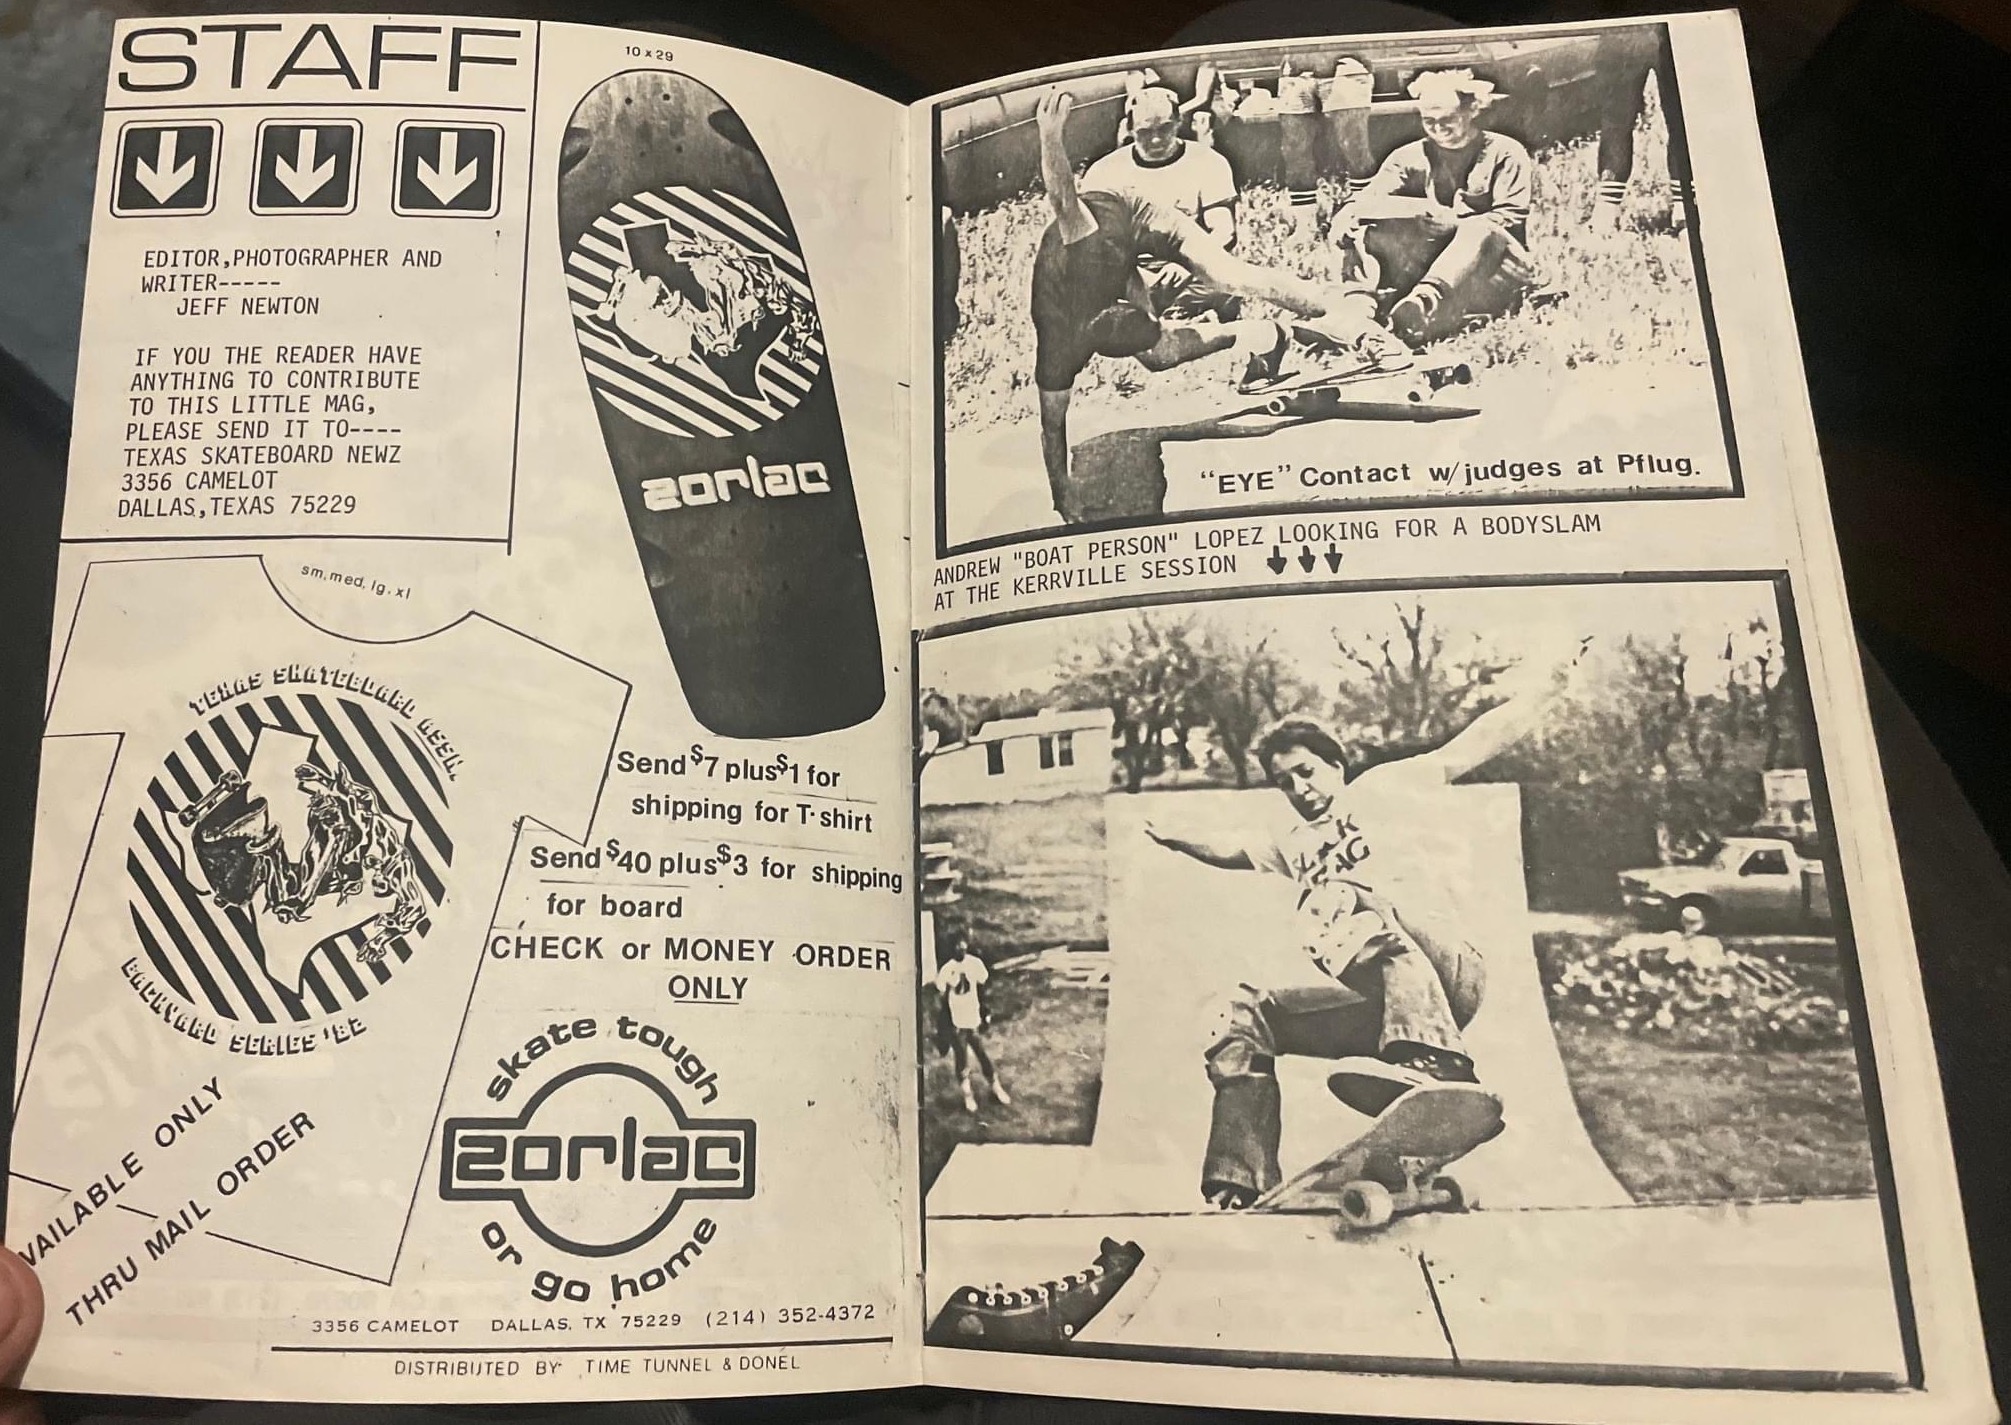 STAFF
EDITOR,PHOTOGRAPHER AND
WRITER-----
JEFF NEWTON
IF YOU THE READER HAVE
ANYTHING TO CONTRIBUTE
TO THIS LITTLE MAG,
PLEASE SEND IT TO----
TEXAS SKATEBOARD NEWZ
3356 CAMELOT
DALLAS,TEXAS 75229
10 x 29
zorlac
sm, med, lg, xl
TEXAS SKATEBOARD ASSN.
BACKYARD SERIES '82
AVAILABLE ONLY
THRU MAIL ORDER
Send $7 plus $1 for
shipping for T-shirt
Send $40 plus $3 for shipping
for board
CHECK or MONEY ORDER
ONLY
skate tough
zorlac
or go home
3356 CAMELOT DALLAS, TX 75229 (214) 352-4372
DISTRIBUTED BY TIME TUNNEL & DONEL
"EYE" Contact w/judges at Pflug.
ANDREW "BOAT PERSON" LOPEZ LOOKING FOR A BODYSLAM
AT THE KERRVILLE SESSION